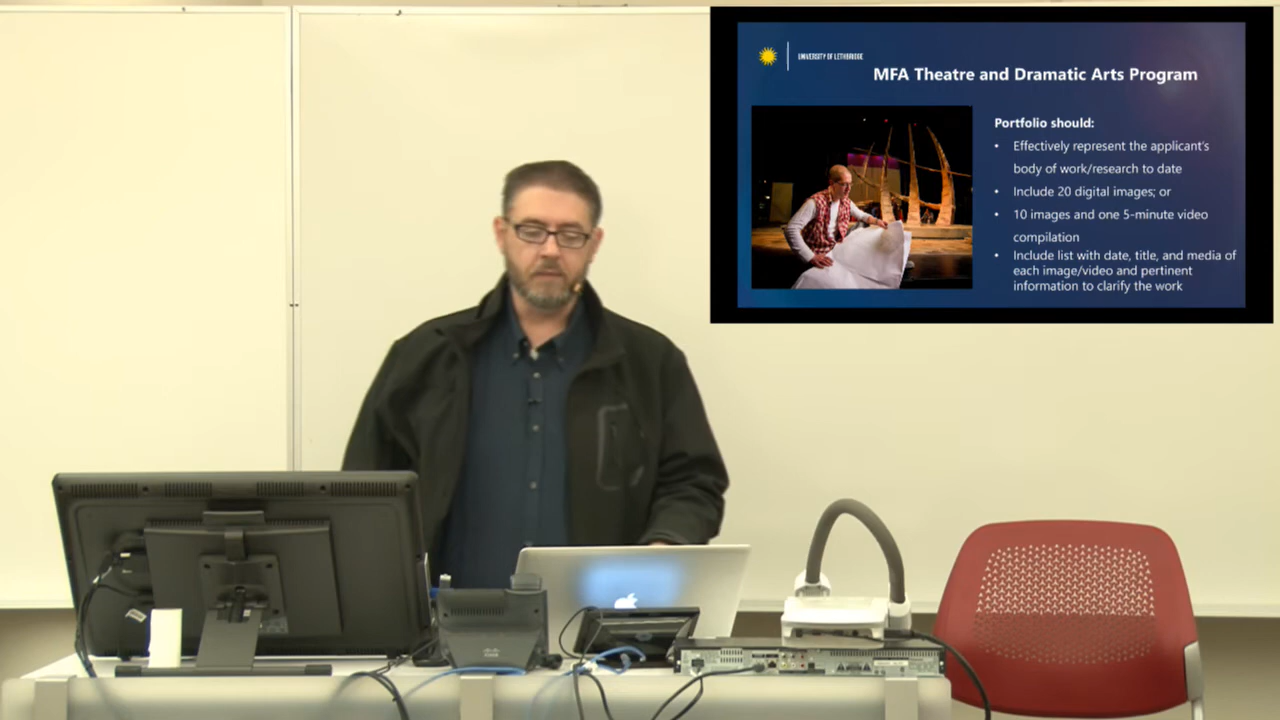 UNIVERSITY OF LETHBRIDGE
MFA Theatre and Dramatic Arts Program
Portfolio should:
• Effectively represent the applicant's
body of work/research to date
• Include 20 digital images; or
• 10 images and one 5-minute video
compilation
• Include list with date, title, and media of
each image/video and pertinent
information to clarify the work